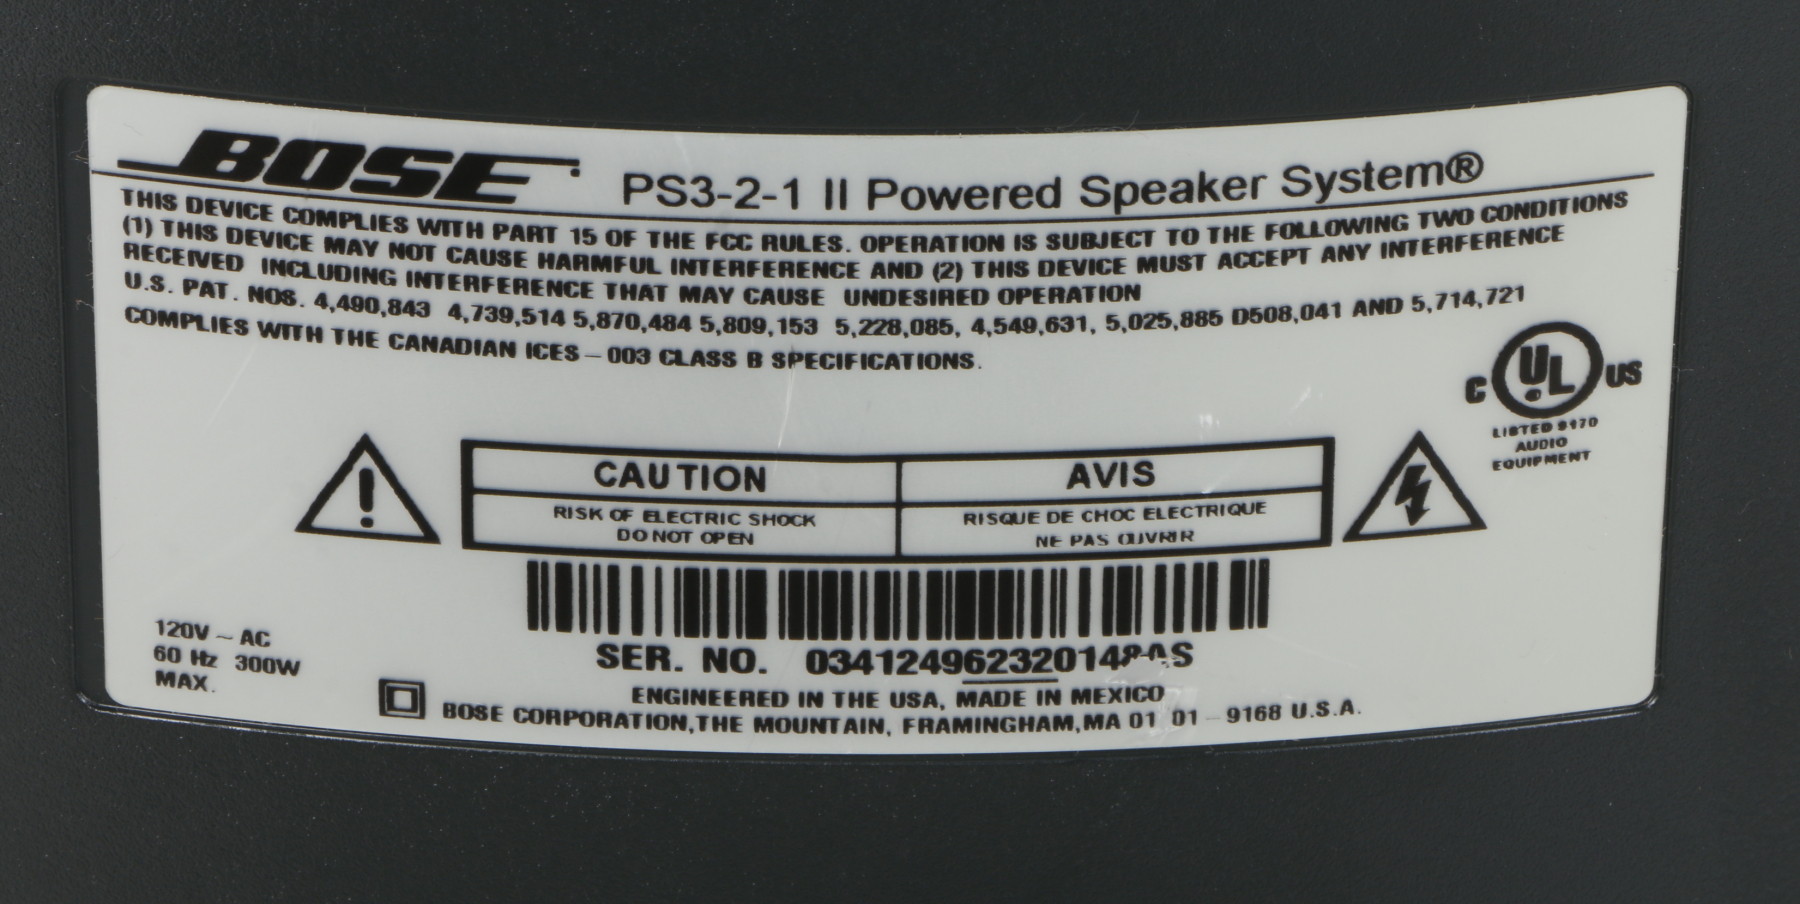 BOSE PS3-2-1 II Powered Speaker System®
THIS DEVICE COMPLIES WITH PART 15 OF THE FCC RULES. OPERATION IS SUBJECT TO THE FOLLOWING TWO CONDITIONS
(1) THIS DEVICE MAY NOT CAUSE HARMFUL INTERFERENCE AND (2) THIS DEVICE MUST ACCEPT ANY INTERFERENCE
RECEIVED INCLUDING INTERFERENCE THAT MAY CAUSE UNDESIRED OPERATION
U.S. PAT. NOS. 4,490,843 4,739,514 5,870,484 5,809,153 5,228,085, 4,549,631, 5,025,885 D508,041 AND 5,714,721
COMPLIES WITH THE CANADIAN ICES – 003 CLASS B SPECIFICATIONS.
C UL US
LISTED 9170
AUDIO
EQUIPMENT
CAUTION
RISK OF ELECTRIC SHOCK
DO NOT OPEN
AVIS
RISQUE DE CHOC ELECTRIQUE
NE PAS OUVRIR
120V ~ AC
60 Hz 300W
MAX.
SER. NO.
ENGINEERED IN THE USA, MADE IN MEXICO
BOSE CORPORATION, THE MOUNTAIN, FRAMINGHAM, MA 01 01 – 9168 U.S.A.